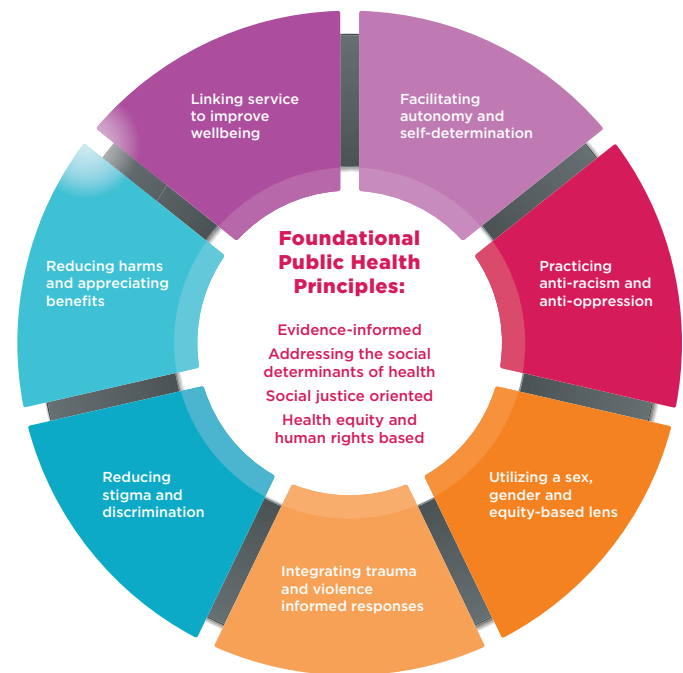 Linking service
to improve
wellbeing
Facilitating
autonomy and
self-determination
Practicing
anti-racism and
anti-oppression
Utilizing a sex,
gender and
equity-based lens
Integrating trauma
and violence
informed responses
Reducing
stigma and
discrimination
Reducing harms
and appreciating
benefits
Foundational
Public Health
Principles:
Evidence-informed
Addressing the social
determinants of health
Social justice oriented
Health equity and
human rights based